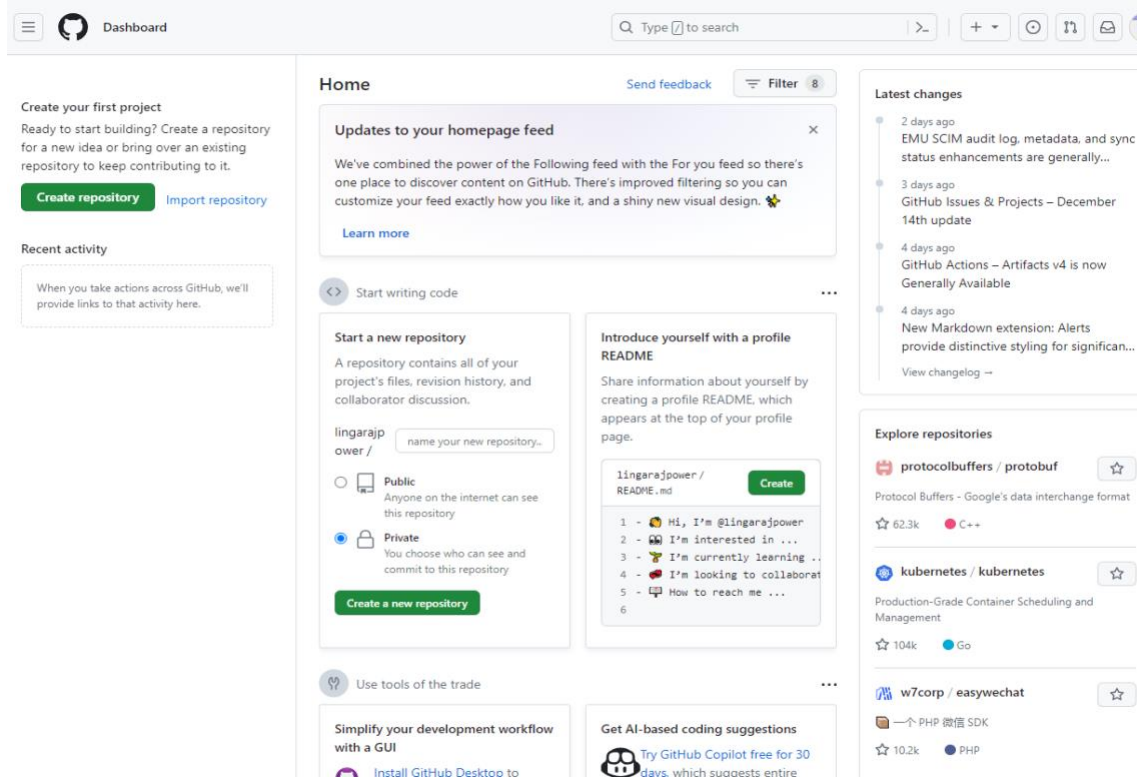 Dashboard
Type / to search
Create your first project
Ready to start building? Create a repository
for a new idea or bring over an existing
repository to keep contributing to it.
Create repository
Import repository
Recent activity
When you take actions across GitHub, we'll
provide links to that activity here.
Home
Send feedback
Filter 8
Updates to your homepage feed
We've combined the power of the Following feed with the For you feed so there's
one place to discover content on GitHub. There's improved filtering so you can
customize your feed exactly how you like it, and a shiny new visual design.
Learn more
Start writing code
Start a new repository
A repository contains all of your
project's files, revision history, and
collaborator discussion.
lingarajp
ower /
name your new repository...
Public
Anyone on the internet can see
this repository
Private
You choose who can see and
commit to this repository
Create a new repository
Introduce yourself with a profile
README
Share information about yourself by
creating a profile README, which
appears at the top of your profile
page.
lingarajpower /
README.md
Create
1 - 👋 Hi, I'm @lingarajpower
2 - 👀 I'm interested in ...
3 - 🌱 I'm currently learning ..
4 - 💞️ I'm looking to collaborat
5 - 📫 How to reach me ...
6
Use tools of the trade
Simplify your development workflow
with a GUI
Install GitHub Desktop to
Get AI-based coding suggestions
Try GitHub Copilot free for 30
days, which suggests entire
Latest changes
2 days ago
EMU SCIM audit log, metadata, and sync
status enhancements are generally...
3 days ago
GitHub Issues & Projects – December
14th update
4 days ago
GitHub Actions – Artifacts v4 is now
Generally Available
4 days ago
New Markdown extension: Alerts
provide distinctive styling for significan...
View changelog →
Explore repositories
protocolbuffers / protobuf
Protocol Buffers - Google's data interchange format
62.3k C++
kubernetes / kubernetes
Production-Grade Container Scheduling and
Management
104k Go
w7corp / easywechat
📦 一个 PHP 微信 SDK
10.2k PHP